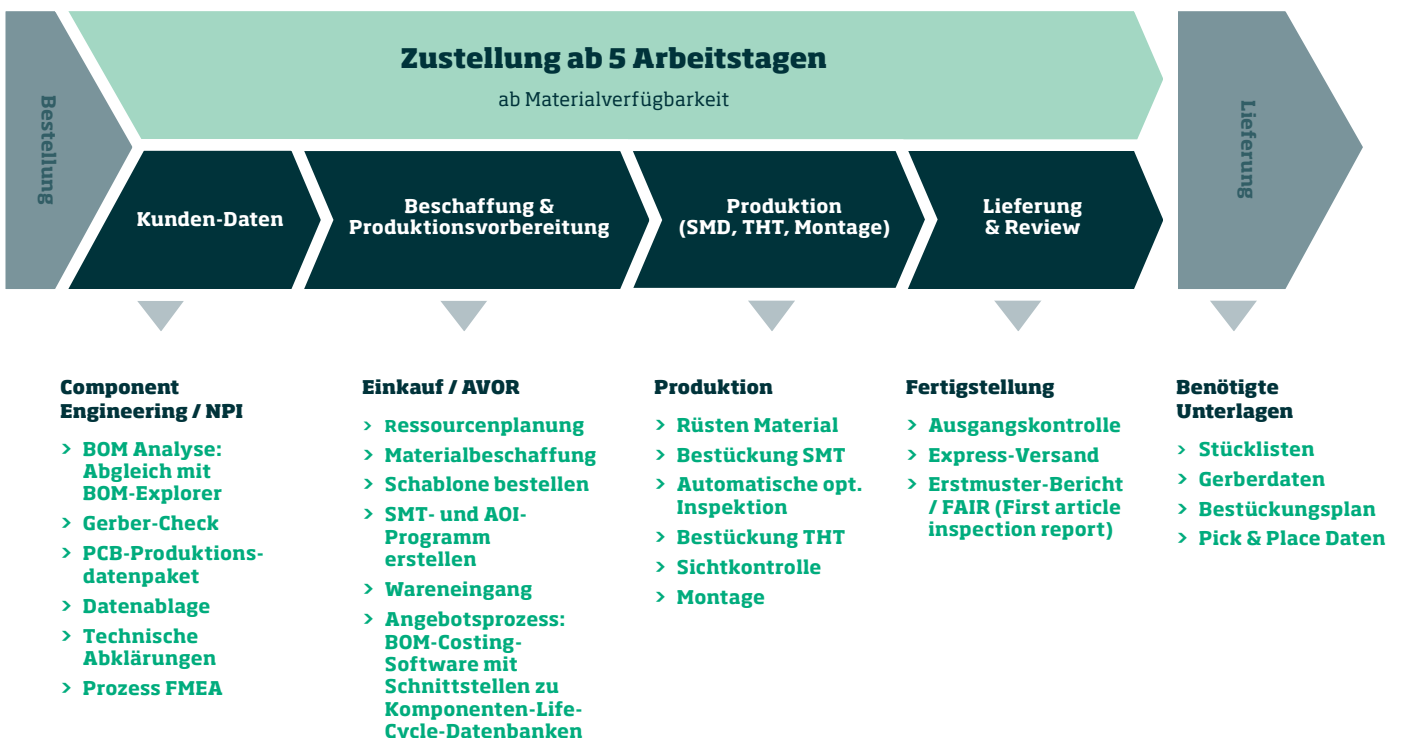 Bestellung
Zustellung ab 5 Arbeitstagen
ab Materialverfügbarkeit
Lieferung
Kunden-Daten
Beschaffung &
Produktionsvorbereitung
Produktion
(SMD, THT, Montage)
Lieferung
& Review
Component
Engineering / NPI
> BOM Analyse:
Abgleich mit
BOM-Explorer
> Gerber-Check
> PCB-Produktions-
datenpaket
> Datenablage
> Technische
Abklärungen
> Prozess FMEA
Einkauf / AVOR
> Ressourcenplanung
> Materialbeschaffung
> Schablone bestellen
> SMT- und AOI-
Programm
erstellen
> Wareneingang
> Angebotsprozess:
BOM-Costing-
Software mit
Schnittstellen zu
Komponenten-Life-
Cycle-Datenbanken
Produktion
> Rüsten Material
> Bestückung SMT
> Automatische opt.
Inspektion
> Bestückung THT
> Sichtkontrolle
> Montage
Fertigstellung
> Ausgangskontrolle
> Express-Versand
> Erstmuster-Bericht
/ FAIR (First article
inspection report)
Benötigte
Unterlagen
> Stücklisten
> Gerberdaten
> Bestückungsplan
> Pick & Place Daten